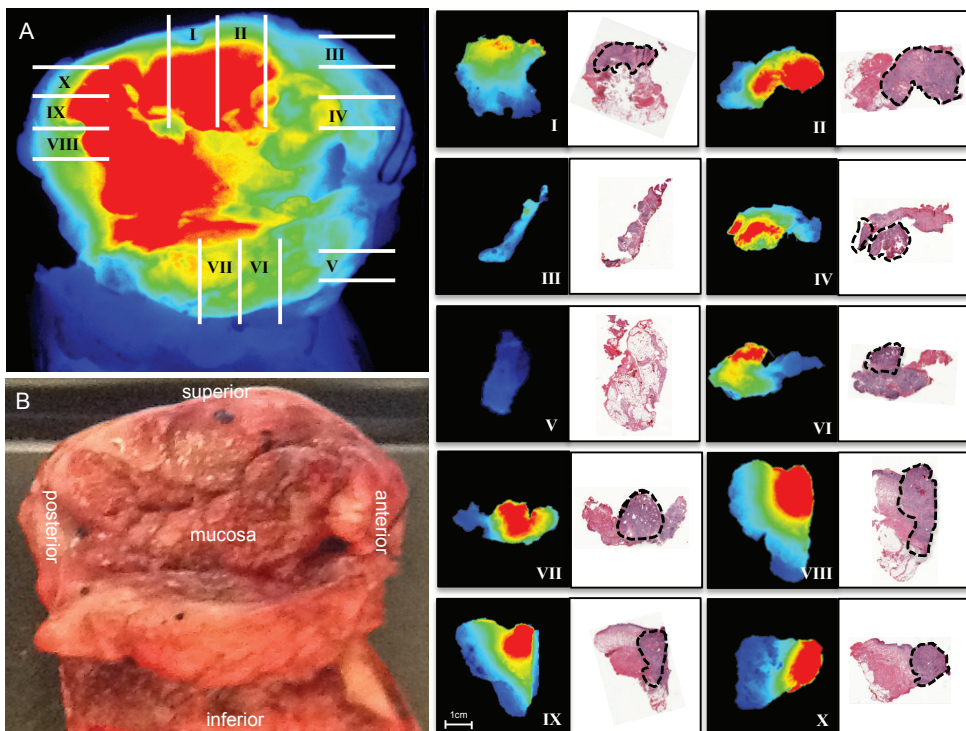 A
I
II
III
X
IX
IV
VIII
VII
VI
V
B
superior
posterior
anterior
mucosa
inferior
I
II
III
IV
V
VI
VII
VIII
1cm
IX
X